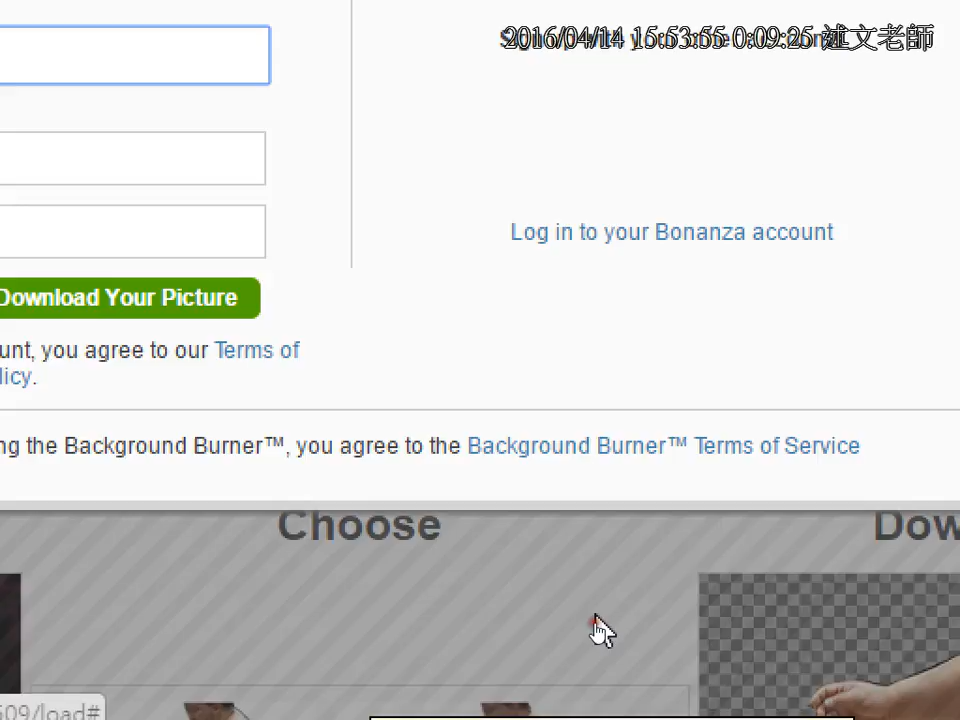 2016/04/14 15:53:55 0:09:25 述文老師
Log in to your Bonanza account
Download Your Picture
unt, you agree to our Terms of
licy.
ng the Background Burner™, you agree to the Background Burner™ Terms of Service
Choose
Dow
609/load#